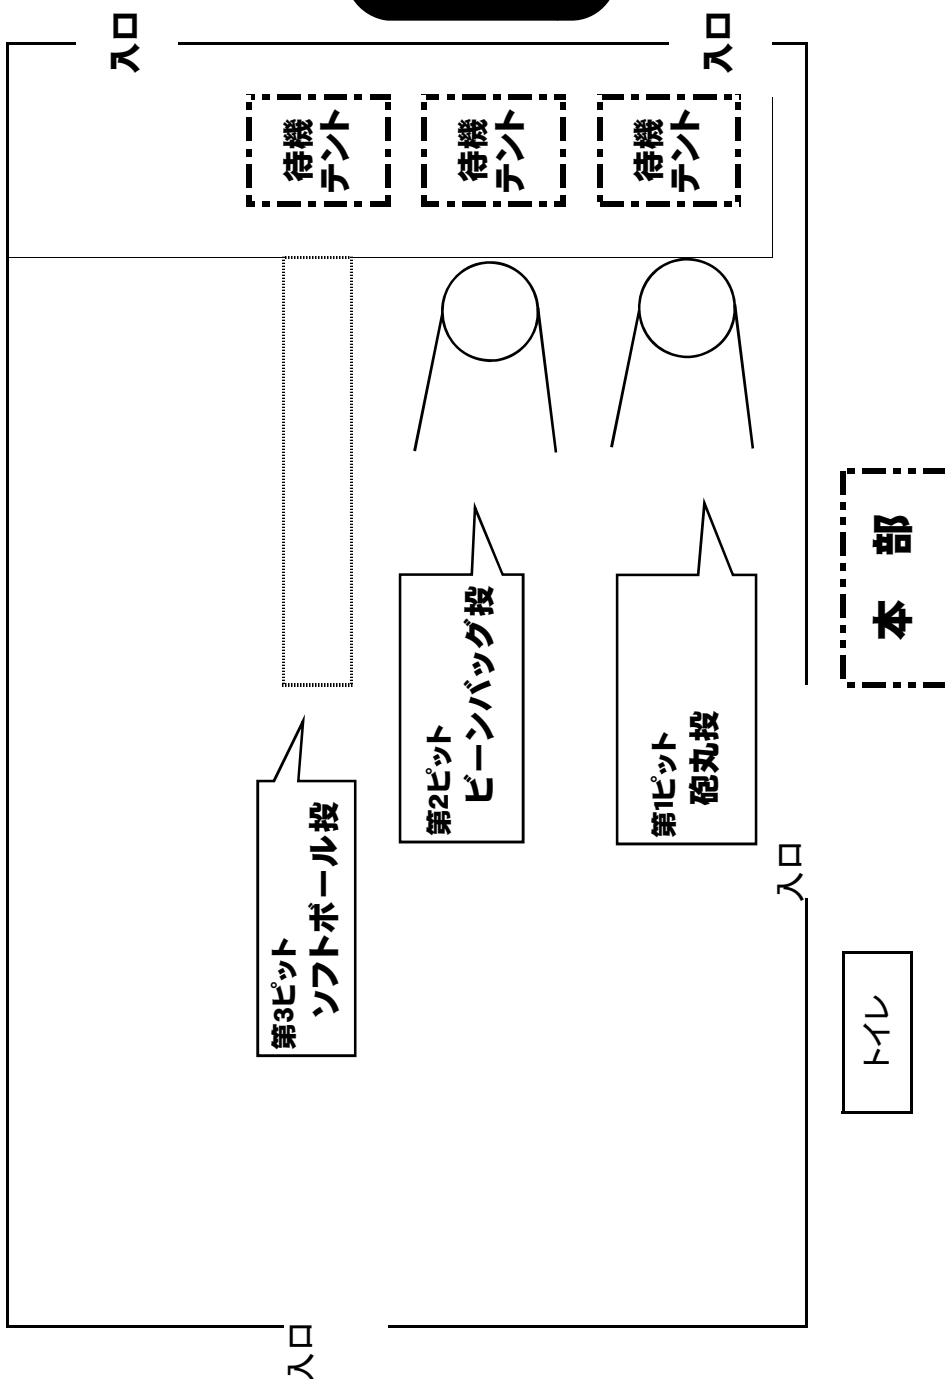 入口
入口
待機
テント
待機
テント
待機
テント
本 部
第1ピット
砲丸投
第2ピット
ビーンバッグ投
第3ピット
ソフトボール投
入口
トイレ
入口